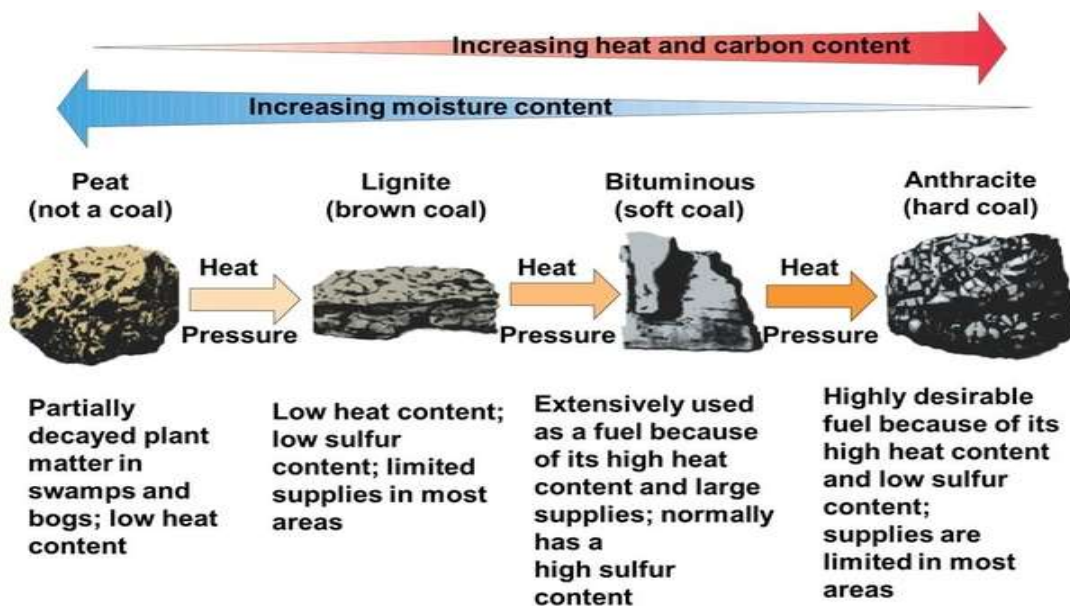 Increasing heat and carbon content
Increasing moisture content
Peat
(not a coal)
Lignite
(brown coal)
Bituminous
(soft coal)
Anthracite
(hard coal)
Heat
Pressure
Heat
Pressure
Heat
Pressure
Partially
decayed plant
matter in
swamps and
bogs; low heat
content
Low heat content;
low sulfur
content; limited
supplies in most
areas
Extensively used
as a fuel because
of its high heat
content and large
supplies; normally
has a
high sulfur
content
Highly desirable
fuel because of its
high heat content
and low sulfur
content;
supplies are
limited in most
areas